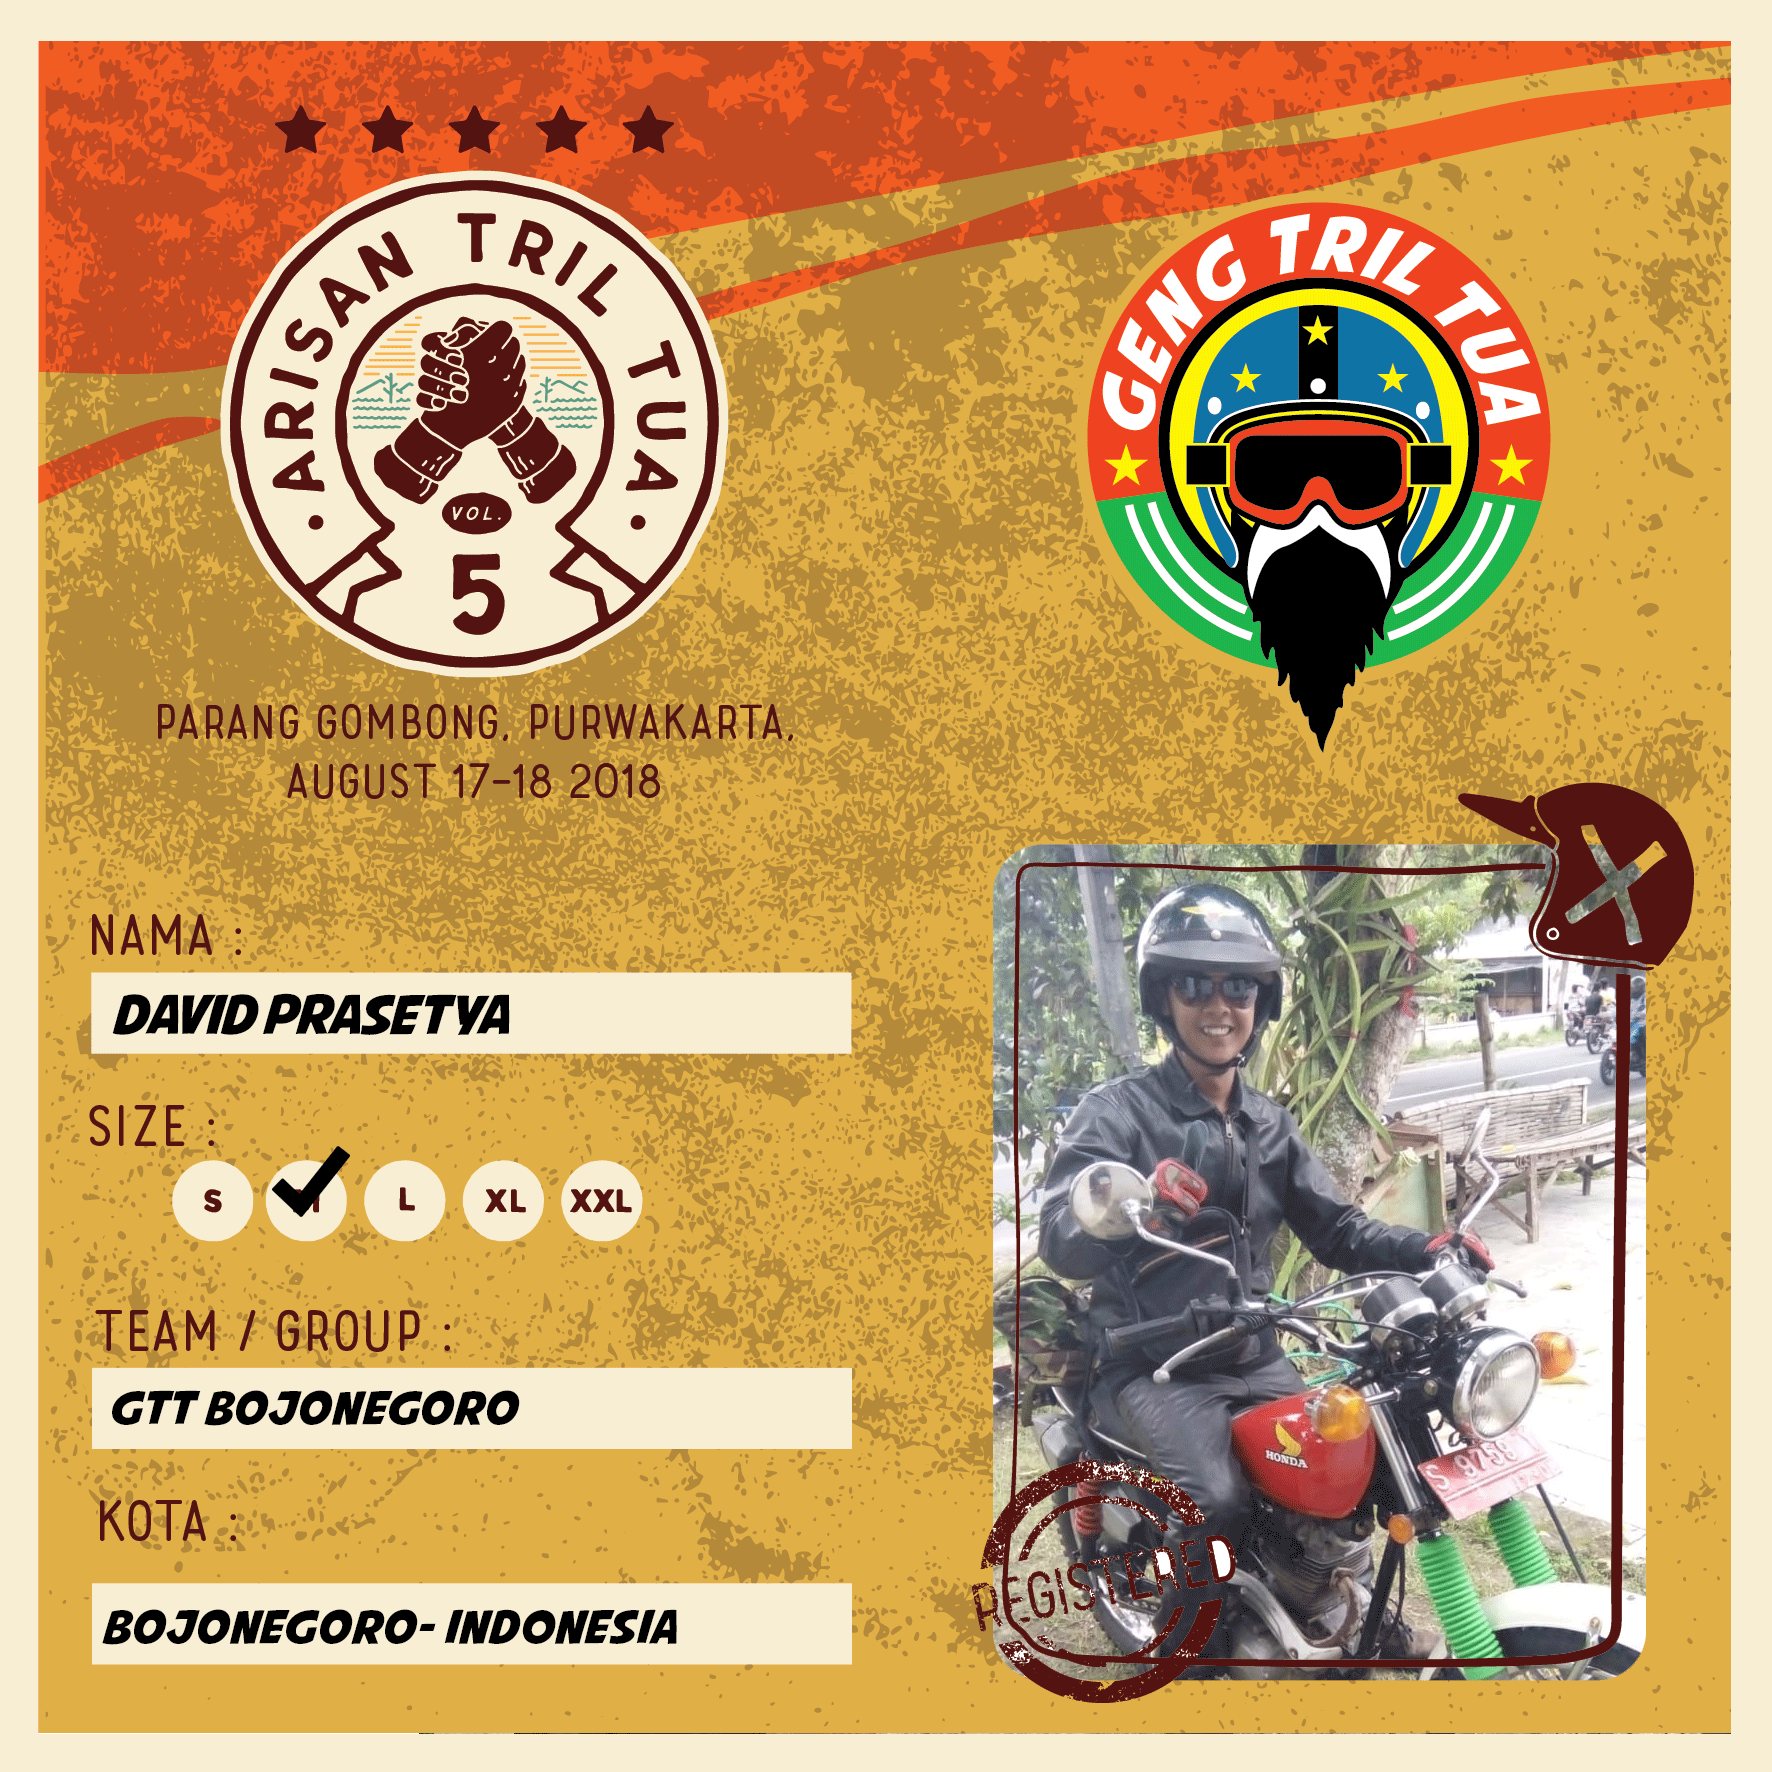 ARISAN TRIL TUA
VOL.
5
GENG TRIL TUA
PARANG GOMBONG, PURWAKARTA,
AUGUST 17-18 2018
NAMA :
DAVID PRASETYA
SIZE :
S L XL XXL
TEAM / GROUP :
GTT BOJONEGORO
KOTA :
BOJONEGORO- INDONESIA
HONDA
S 9759
REGISTERED